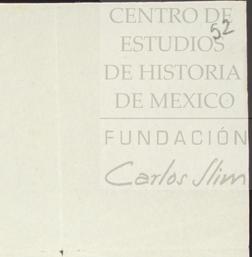 CENTRO DE
52
ESTUDIOS
DE HISTORIA
DE MEXICO
FUNDACIÓN
Carlos Slim